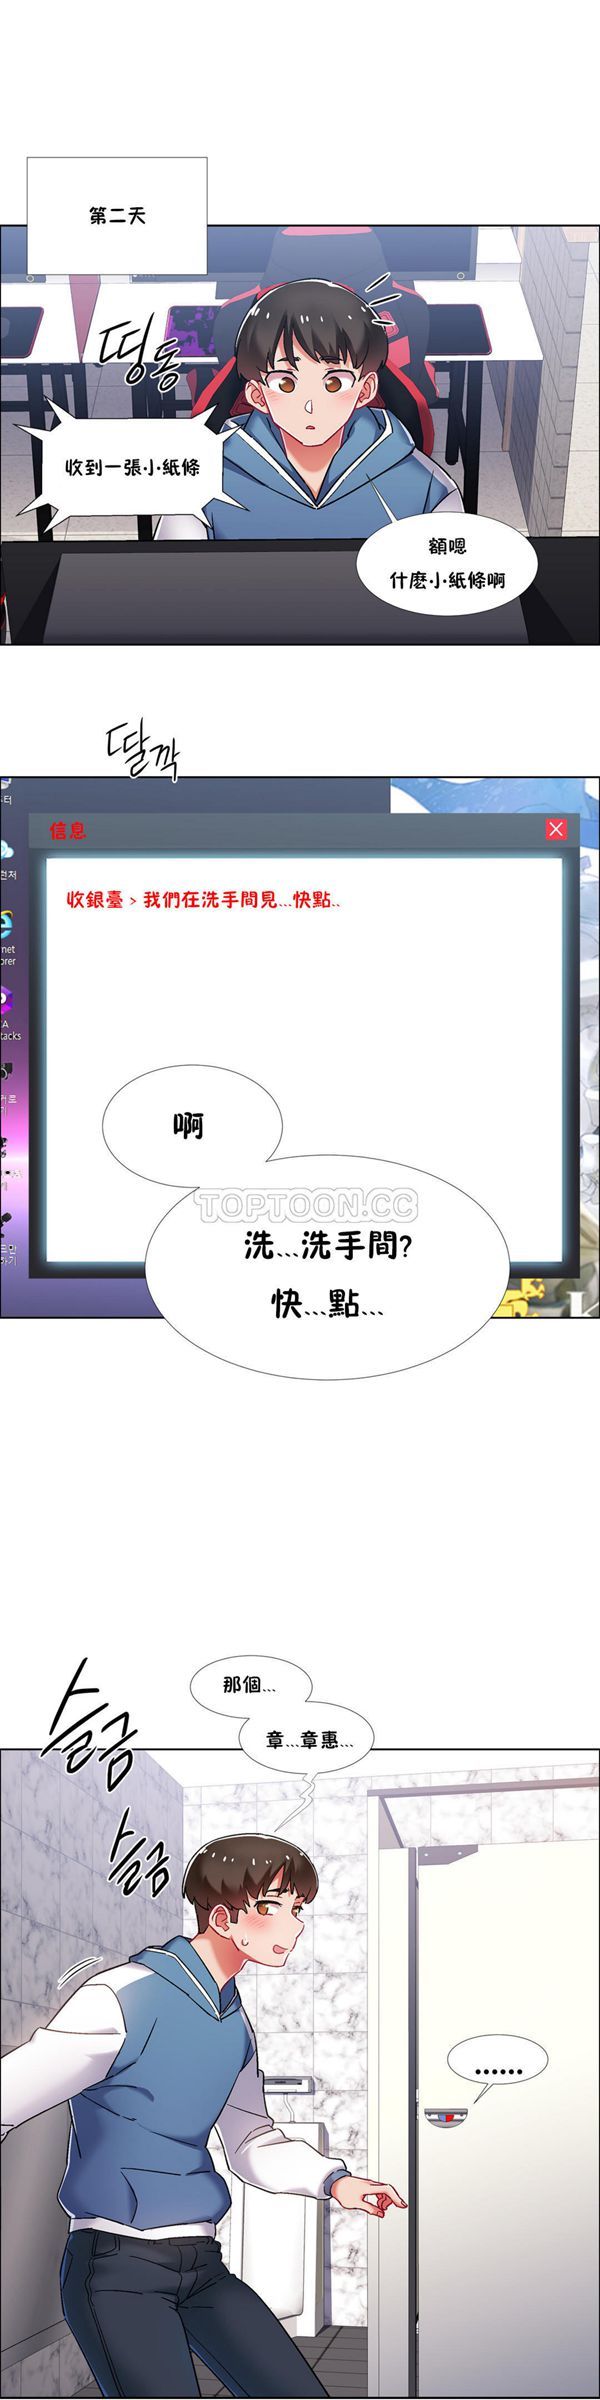 第二天
띵동
收到一張小紙條
額嗯
什麽小紙條啊
딸깍
信息
收銀臺 > 我們在洗手間見...快點..
啊
TOPTOON.CC
洗...洗手間?
快...點...
那個...
章...章惠...
슬금
슬금
......